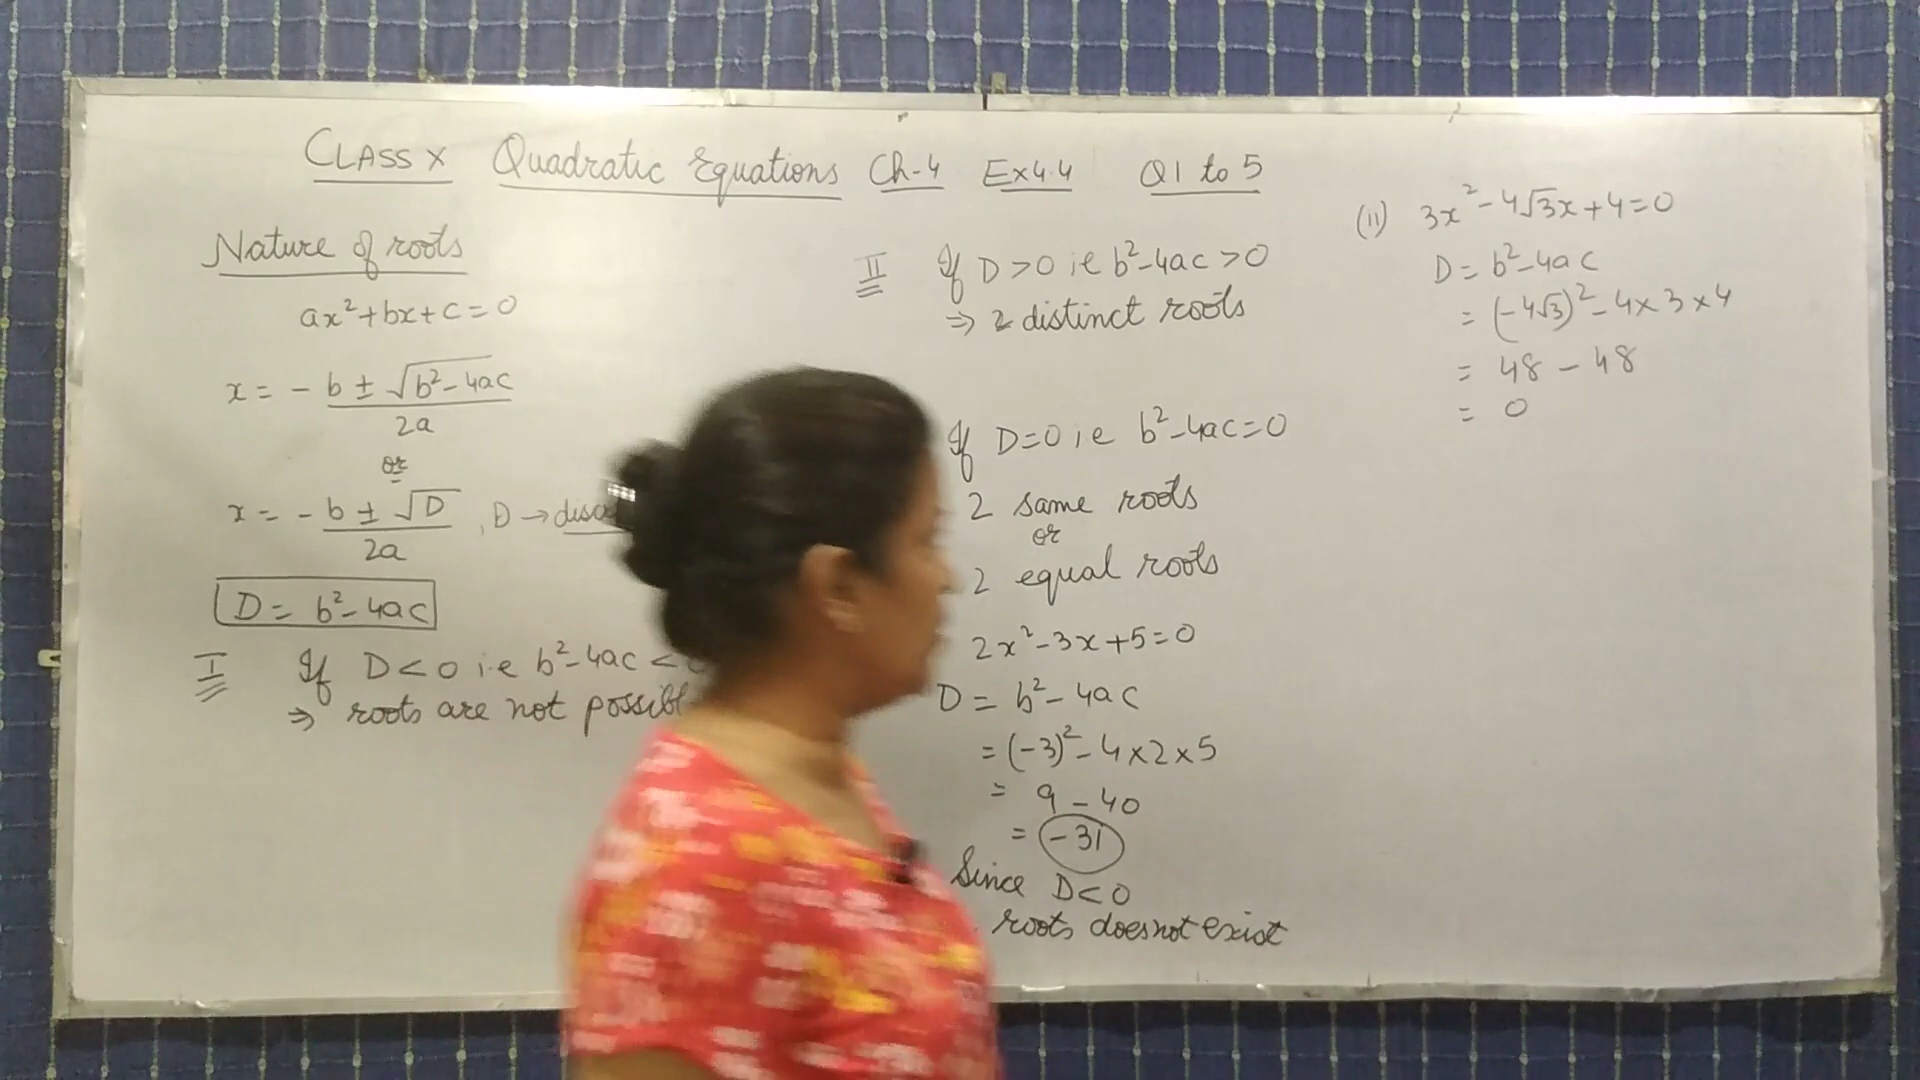 CLASS X Quadratic Equations Ch-4 Ex4.4 Q1 to 5
Nature of roots
ax²+bx+c=0
x = -b ± √b²-4ac
2a
or
x = -b ± √D , D →
2a
D = b²-4ac
I If D<0 i.e b²-4ac <
⇒ roots are not
II If D>0 i.e b²-4ac >0
⇒ 2 distinct roots
If D=0 i.e b²-4ac=0
2 same roots
or
2 equal roots
2x²-3x+5=0
D = b²-4ac
= (-3)²-4×2×5
= 9-40
= -31
Since D<0
roots does not exist
(ii) 3x²-4√3x+4=0
D = b²-4ac
= (-4√3)²-4×3×4
= 48-48
= 0